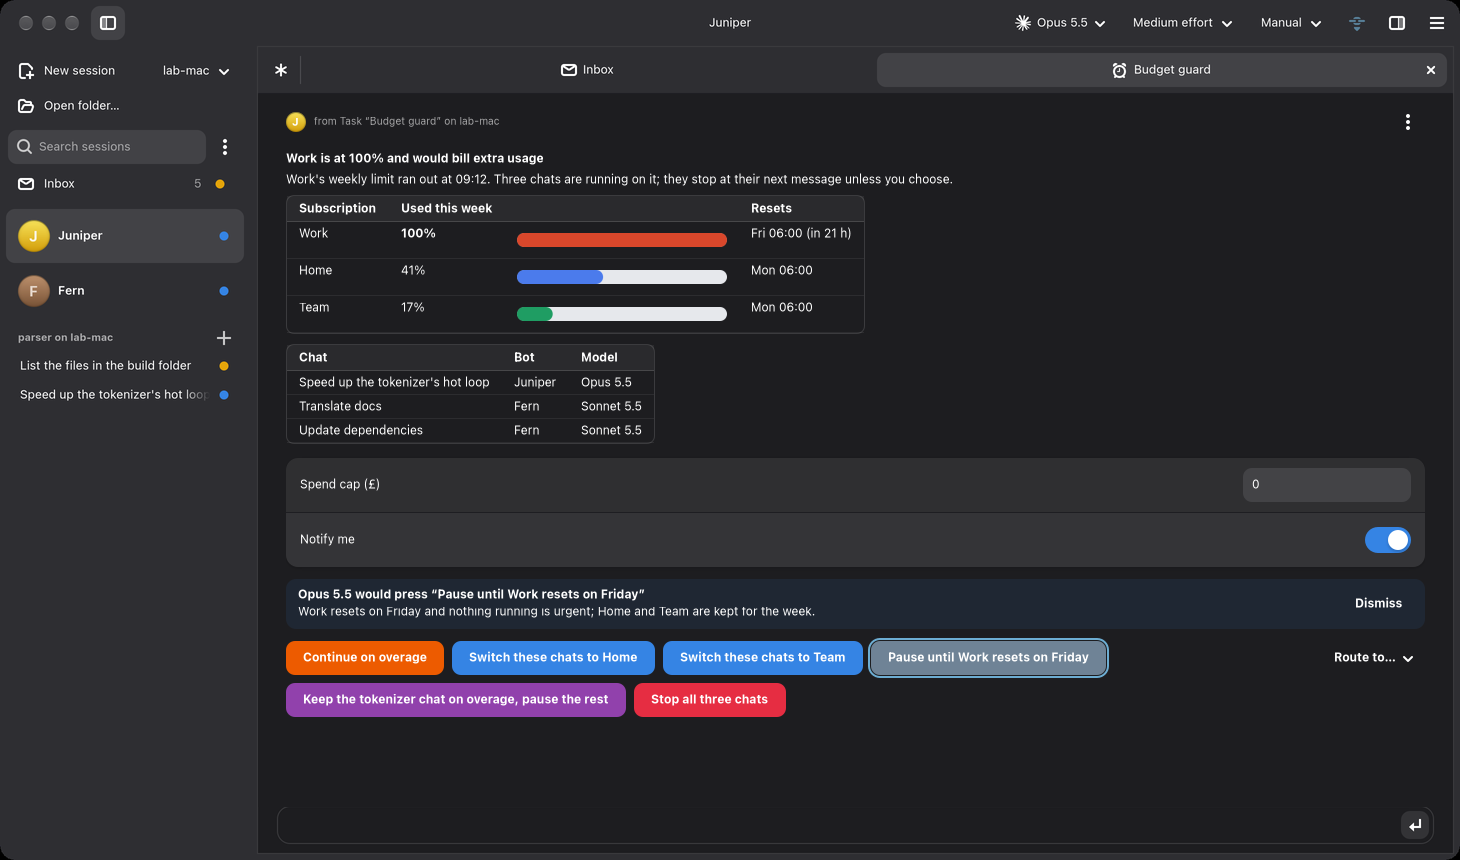 Juniper
Opus 5.5
Medium effort
Manual
New session
lab-mac
Open folder...
Search sessions
Inbox
5
J
Juniper
F
Fern
parser on lab-mac
List the files in the build folder
Speed up the tokenizer's hot loop
Inbox
Budget guard
J
from Task “Budget guard” on lab-mac
Work is at 100% and would bill extra usage
Work's weekly limit ran out at 09:12. Three chats are running on it; they stop at their next message unless you choose.
Subscription Used this week Resets
Work 100% Fri 06:00 (in 21 h)
Home 41% Mon 06:00
Team 17% Mon 06:00
Chat Bot Model
Speed up the tokenizer's hot loop Juniper Opus 5.5
Translate docs Fern Sonnet 5.5
Update dependencies Fern Sonnet 5.5
Spend cap (£)
0
Notify me
Opus 5.5 would press “Pause until Work resets on Friday”
Work resets on Friday and nothing running is urgent; Home and Team are kept for the week.
Dismiss
Continue on overage
Switch these chats to Home
Switch these chats to Team
Pause until Work resets on Friday
Route to...
Keep the tokenizer chat on overage, pause the rest
Stop all three chats